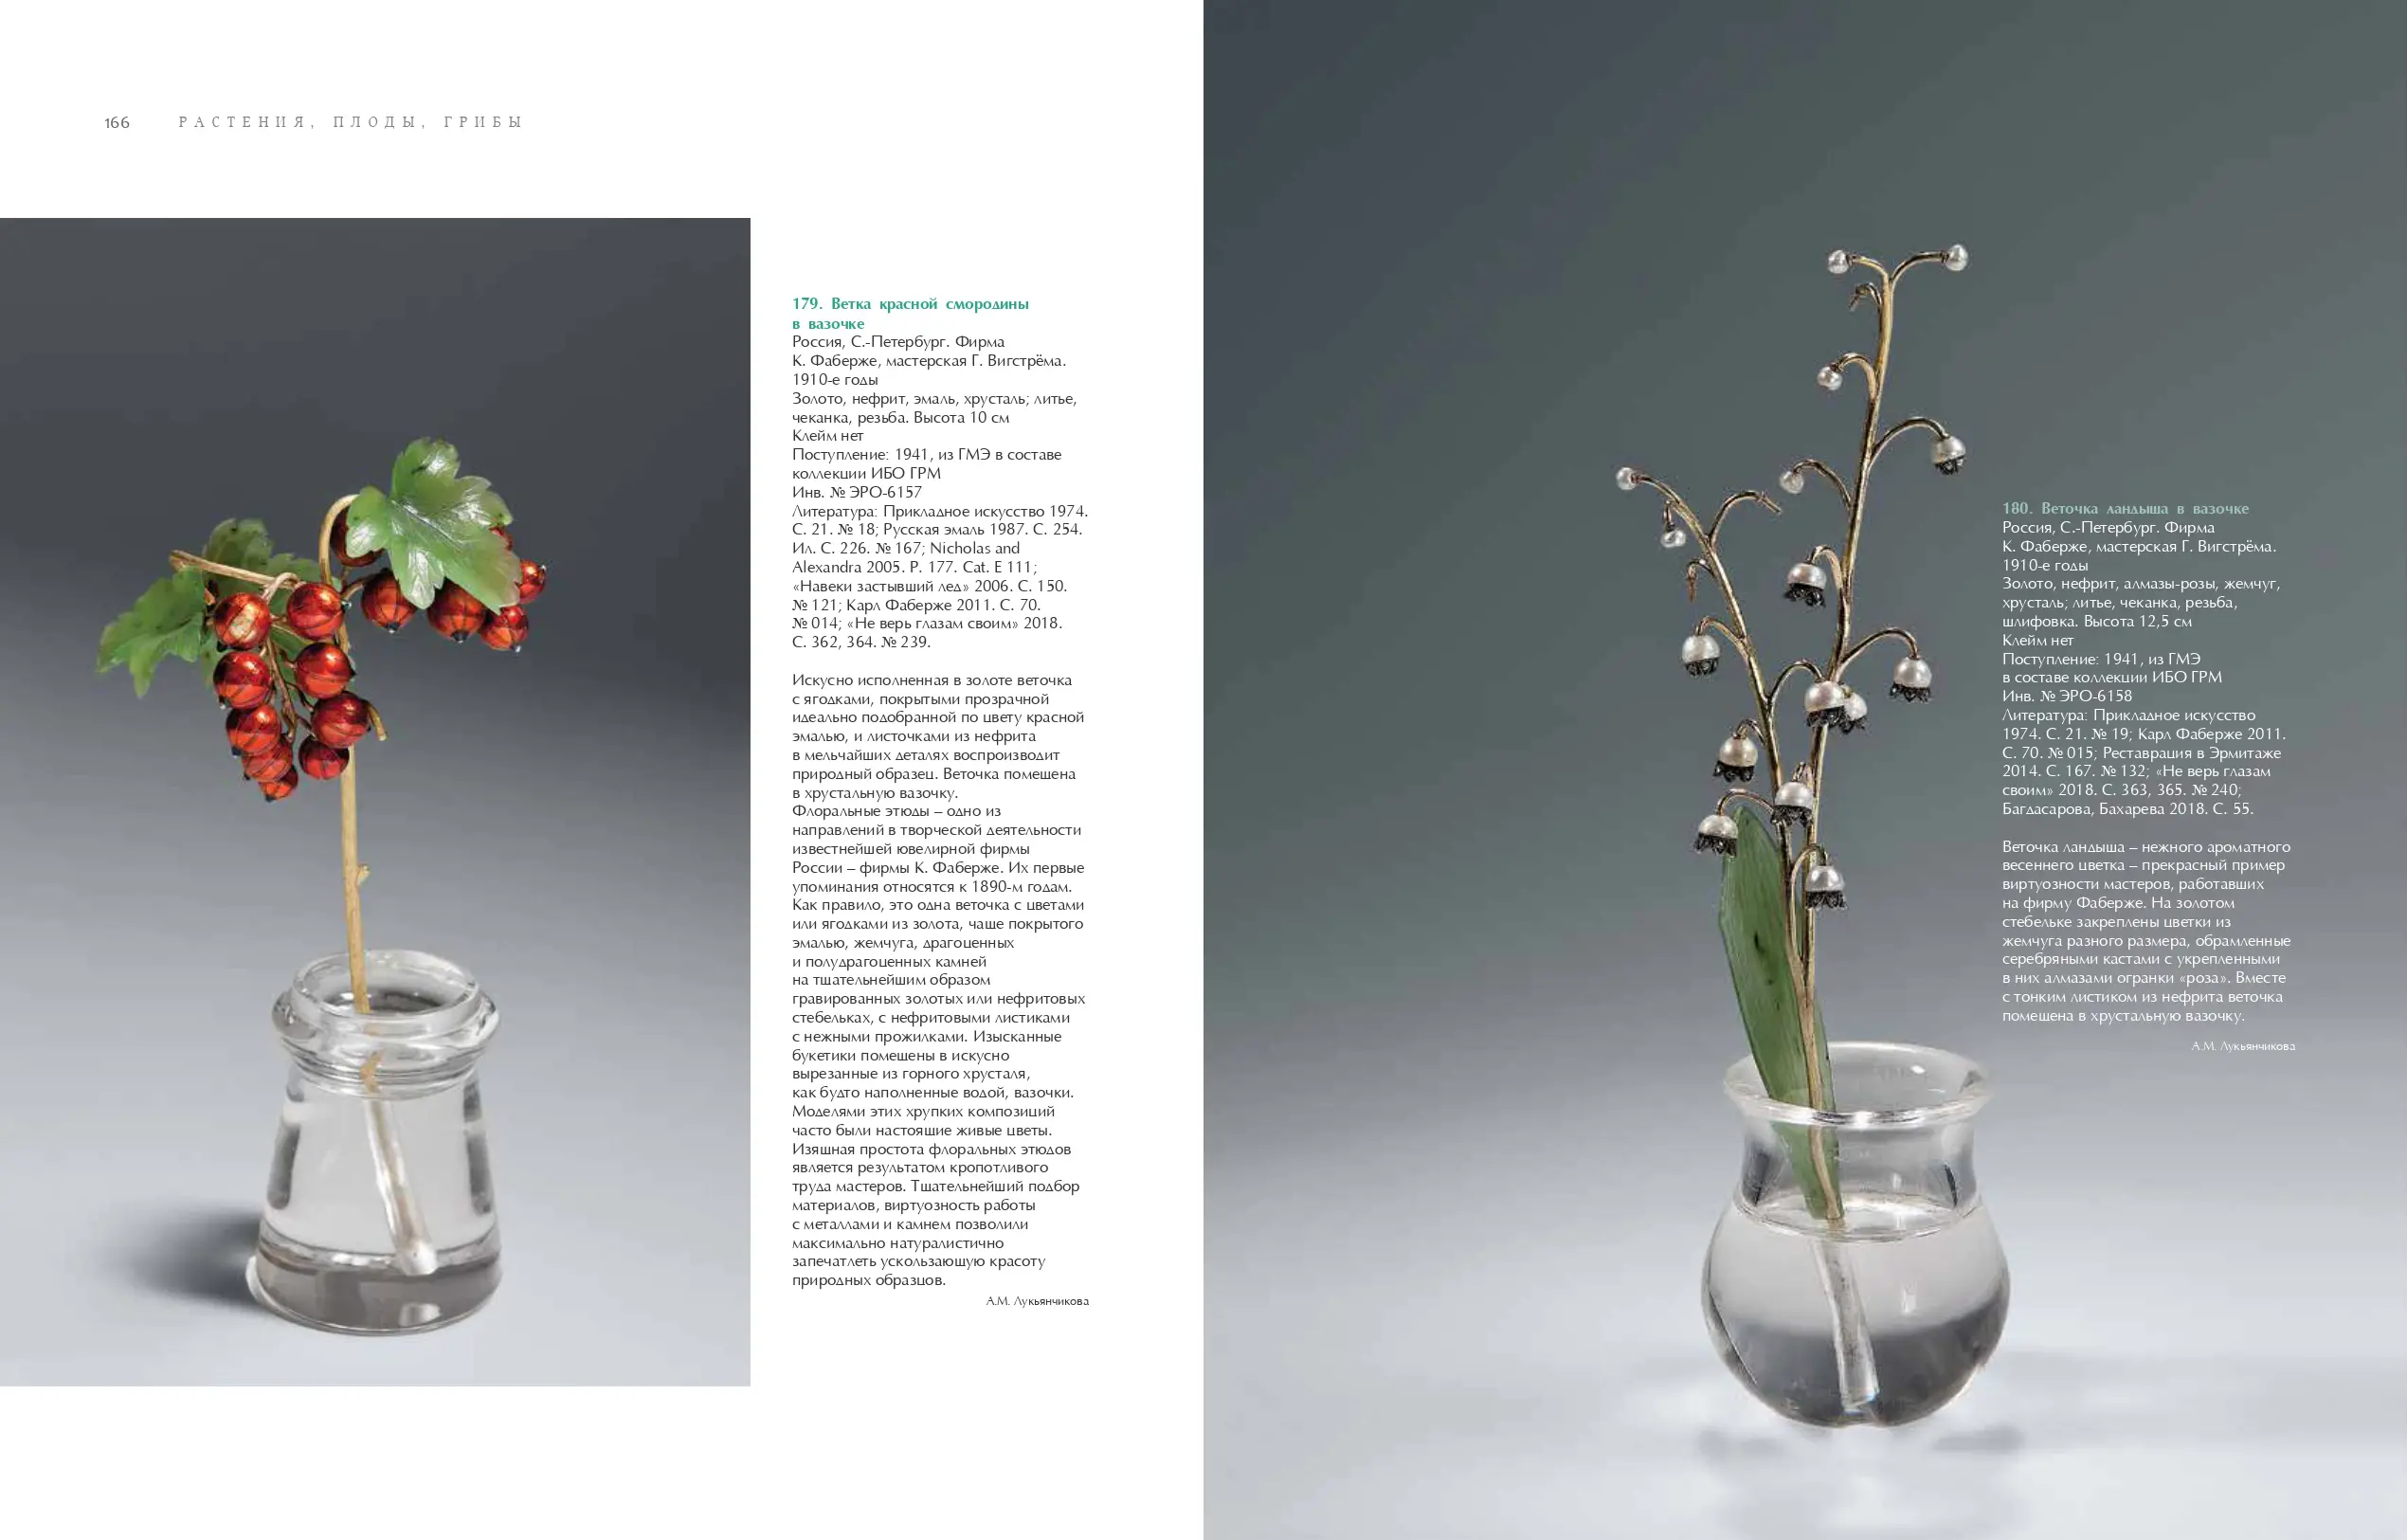 166 РАСТЕНИЯ, ПЛОДЫ, ГРИБЫ
179. Ветка красной смородины
в вазочке
Россия, С.-Петербург. Фирма
К. Фаберже, мастерская Г. Вигстрёма.
1910-е годы
Золото, нефрит, эмаль, хрусталь; литье,
чеканка, резьба. Высота 10 см
Клейм нет
Поступление: 1941, из ГМЭ в составе
коллекции ИБО ГРМ
Инв. № ЭРО-6157
Литература: Прикладное искусство 1974.
С. 21. № 18; Русская эмаль 1987. С. 254.
Ил. С. 226. № 167; Nicholas and
Alexandra 2005. P. 177. Cat. E 111;
«Навеки застывший лед» 2006. С. 150.
№ 121; Карл Фаберже 2011. С. 70.
№ 014; «Не верь глазам своим» 2018.
С. 362, 364. № 239.
Искусно исполненная в золоте веточка
с ягодками, покрытыми прозрачной
идеально подобранной по цвету красной
эмалью, и листочками из нефрита
в мельчайших деталях воспроизводит
природный образец. Веточка помещена
в хрустальную вазочку.
Флоральные этюды – одно из
направлений в творческой деятельности
известнейшей ювелирной фирмы
России – фирмы К. Фаберже. Их первые
упоминания относятся к 1890-м годам.
Как правило, это одна веточка с цветами
или ягодками из золота, чаще покрытого
эмалью, жемчуга, драгоценных
и полудрагоценных камней
на тщательнейшим образом
гравированных золотых или нефритовых
стебельках, с нефритовыми листиками
с нежными прожилками. Изысканные
букетики помещены в искусно
вырезанные из горного хрусталя,
как будто наполненные водой, вазочки.
Моделями этих хрупких композиций
часто были настоящие живые цветы.
Изящная простота флоральных этюдов
является результатом кропотливого
труда мастеров. Тщательнейший подбор
материалов, виртуозность работы
с металлами и камнем позволили
максимально натуралистично
запечатлеть ускользающую красоту
природных образцов.
А.М. Лукьянчикова
180. Веточка ландыша в вазочке
Россия, С.-Петербург. Фирма
К. Фаберже, мастерская Г. Вигстрёма.
1910-е годы
Золото, нефрит, алмазы-розы, жемчуг,
хрусталь; литье, чеканка, резьба,
шлифовка. Высота 12,5 см
Клейм нет
Поступление: 1941, из ГМЭ
в составе коллекции ИБО ГРМ
Инв. № ЭРО-6158
Литература: Прикладное искусство
1974. С. 21. № 19; Карл Фаберже 2011.
С. 70. № 015; Реставрация в Эрмитаже
2014. С. 167. № 132; «Не верь глазам
своим» 2018. С. 363, 365. № 240;
Багдасарова, Бахарева 2018. С. 55.
Веточка ландыша – нежного ароматного
весеннего цветка – прекрасный пример
виртуозности мастеров, работавших
на фирму Фаберже. На золотом
стебельке закреплены цветки из
жемчуга разного размера, обрамленные
серебряными кастами с укрепленными
в них алмазами огранки «роза». Вместе
с тонким листиком из нефрита веточка
помещена в хрустальную вазочку.
А.М. Лукьянчикова